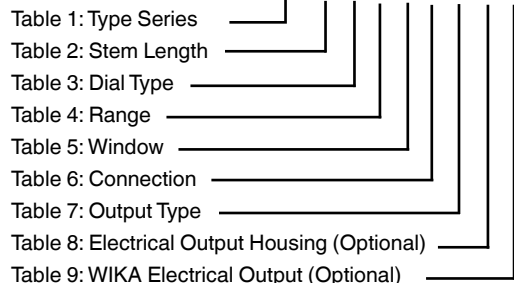 Table 1: Type Series
Table 2: Stem Length
Table 3: Dial Type
Table 4: Range
Table 5: Window
Table 6: Connection
Table 7: Output Type
Table 8: Electrical Output Housing (Optional)
Table 9: WIKA Electrical Output (Optional)